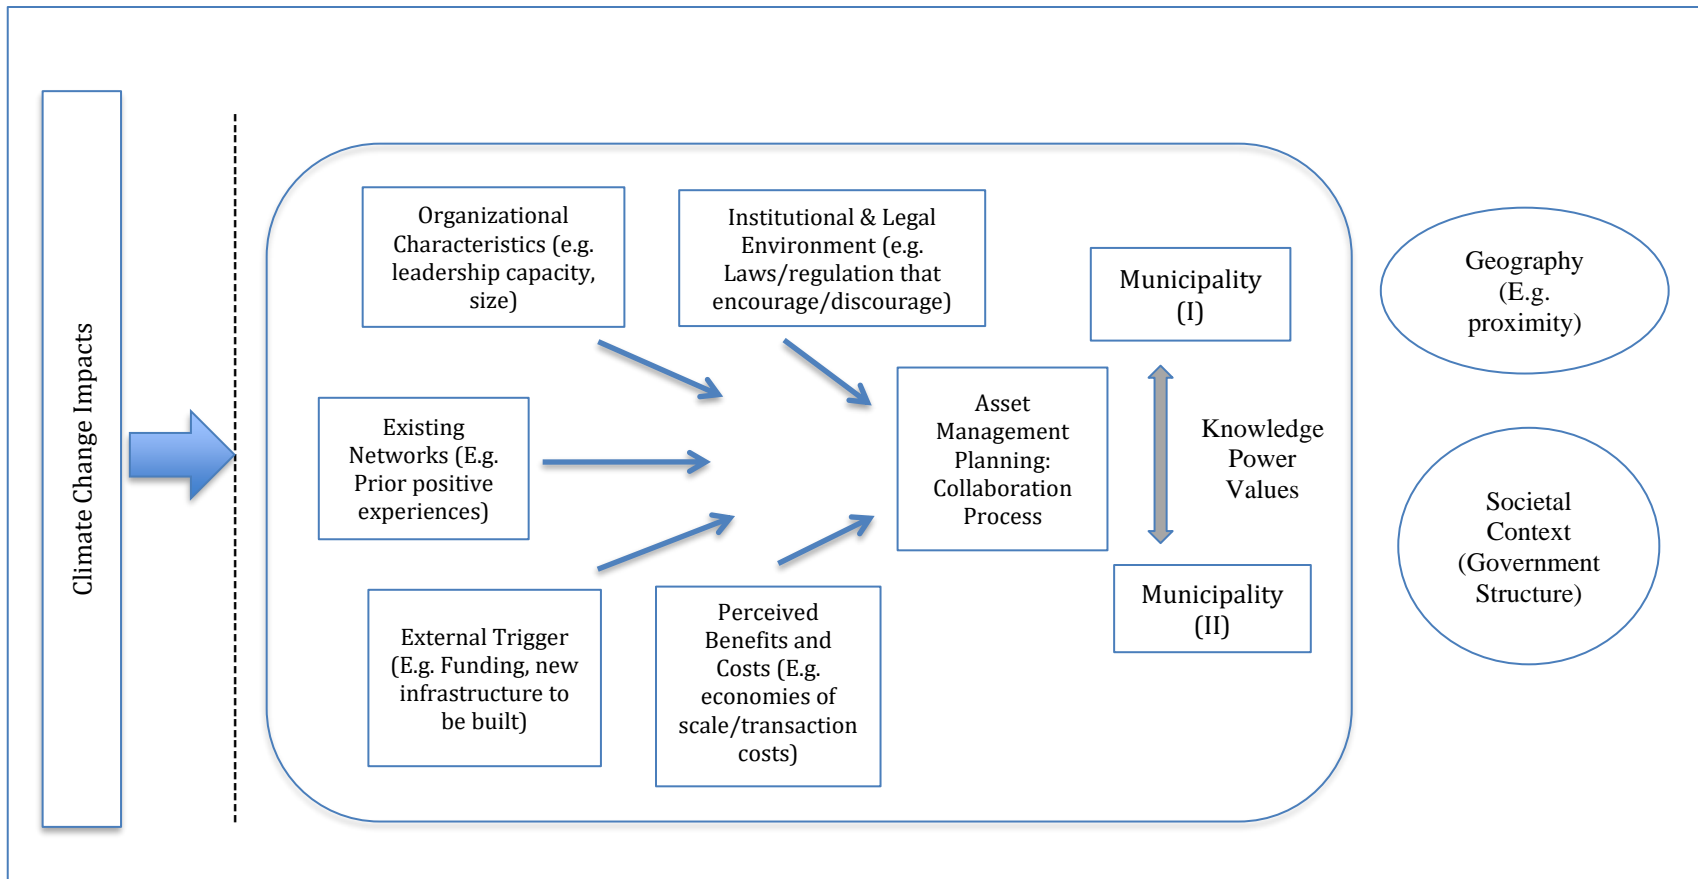 Climate Change Impacts
Organizational
Characteristics (e.g.
leadership capacity,
size)
Institutional & Legal
Environment (e.g.
Laws/regulation that
encourage/discourage)
Existing
Networks (E.g.
Prior positive
experiences)
External Trigger
(E.g. Funding, new
infrastructure to
be built)
Perceived
Benefits and
Costs (E.g.
economies of
scale/transaction
costs)
Asset
Management
Planning:
Collaboration
Process
Municipality
(I)
Knowledge
Power
Values
Municipality
(II)
Geography
(E.g.
proximity)
Societal
Context
(Government
Structure)